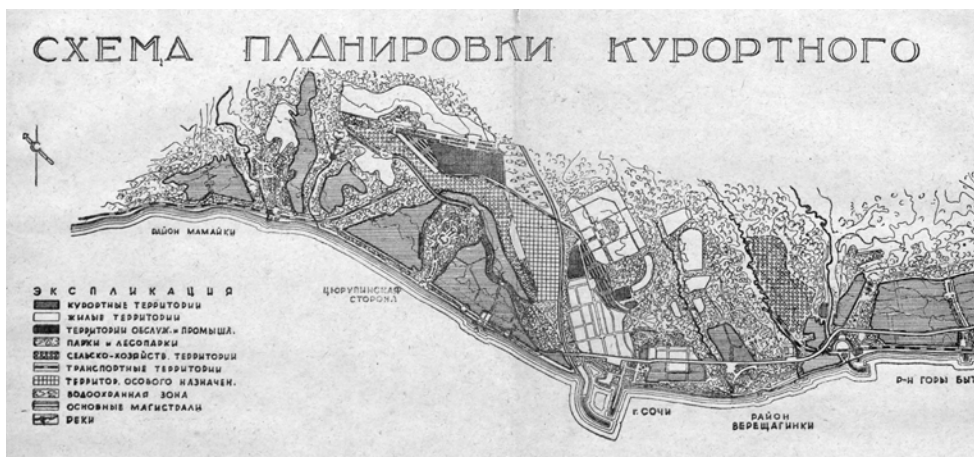 СХЕМА ПЛАНИРОВКИ КУРОРТНОГО
РАЙОН МАМАЙКИ
ЦЮРУПИНСКАЯ
СТОРОНА
ЭКСПЛИКАЦИЯ
КУРОРТНЫЕ ТЕРРИТОРИИ
ЖИЛЫЕ ТЕРРИТОРИИ
ТЕРРИТОРИИ ОБСЛУЖ. И ПРОМЫШЛ.
ПАРКИ И ЛЕСОПАРКИ
СЕЛЬСКО-ХОЗЯЙСТВ. ТЕРРИТОРИИ
ТРАНСПОРТНЫЕ ТЕРРИТОРИИ
ТЕРРИТОР. ОСОБОГО НАЗНАЧЕН.
ВОДООХРАННАЯ ЗОНА
ОСНОВНЫЕ МАГИСТРАЛИ
РЕКИ
г. СОЧИ
РАЙОН
ВЕРЕЩАГИНКИ
Р-Н ГОРЫ БЫТ